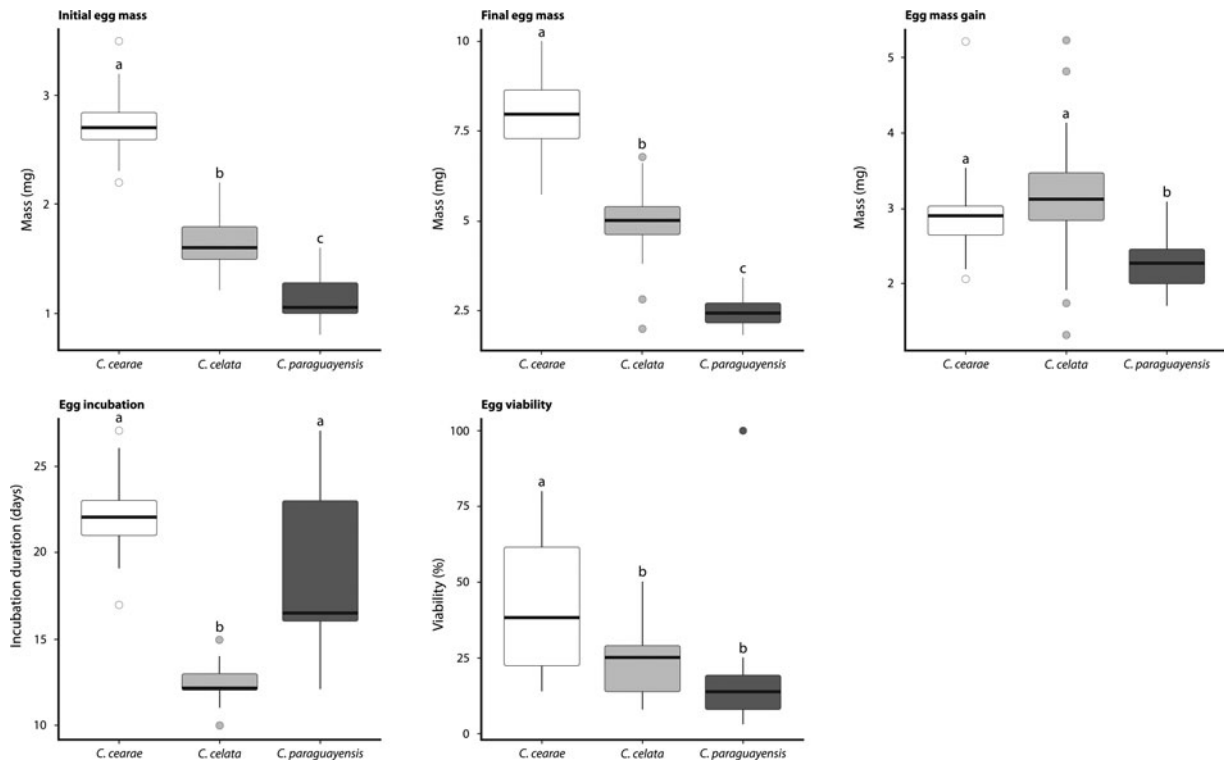 Initial egg mass
Mass (mg)
3
2
1
a
b
c
C. cearae
C. celata
C. paraguayensis
Final egg mass
Mass (mg)
10
7.5
5
2.5
a
b
c
C. cearae
C. celata
C. paraguayensis
Egg mass gain
Mass (mg)
5
4
3
2
a
a
b
C. cearae
C. celata
C. paraguayensis
Egg incubation
Incubation duration (days)
25
20
15
10
a
b
a
C. cearae
C. celata
C. paraguayensis
Egg viability
Viability (%)
100
75
50
25
0
a
b
b
C. cearae
C. celata
C. paraguayensis